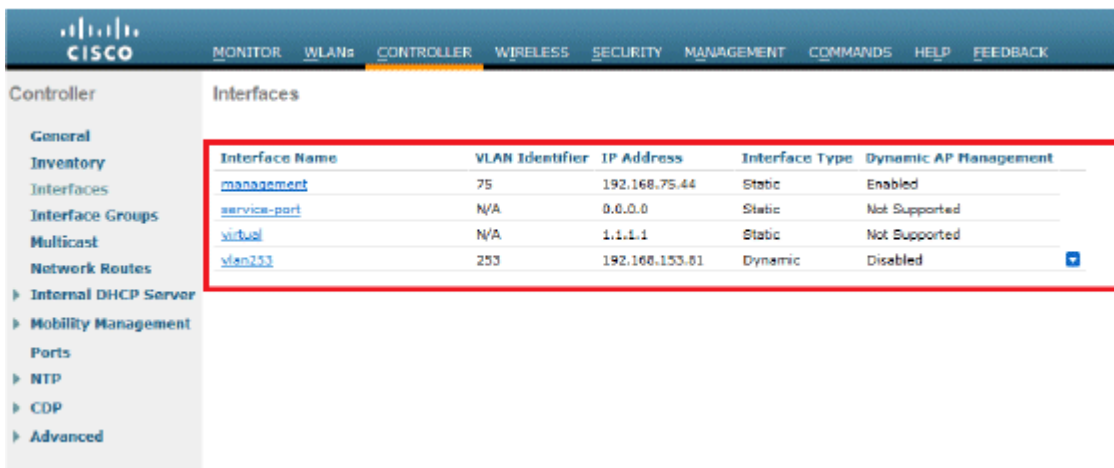 CISCO
MONITOR WLANs CONTROLLER WIRELESS SECURITY MANAGEMENT COMMANDS HELP FEEDBACK
Controller
Interfaces
General
Inventory
Interfaces
Interface Groups
Multicast
Network Routes
Internal DHCP Server
Mobility Management
Ports
NTP
CDP
Advanced
Interface Name VLAN Identifier IP Address Interface Type Dynamic AP Management
management 75 192.168.75.44 Static Enabled
service-port N/A 0.0.0.0 Static Not Supported
virtual N/A 1.1.1.1 Static Not Supported
vlan253 253 192.168.153.81 Dynamic Disabled